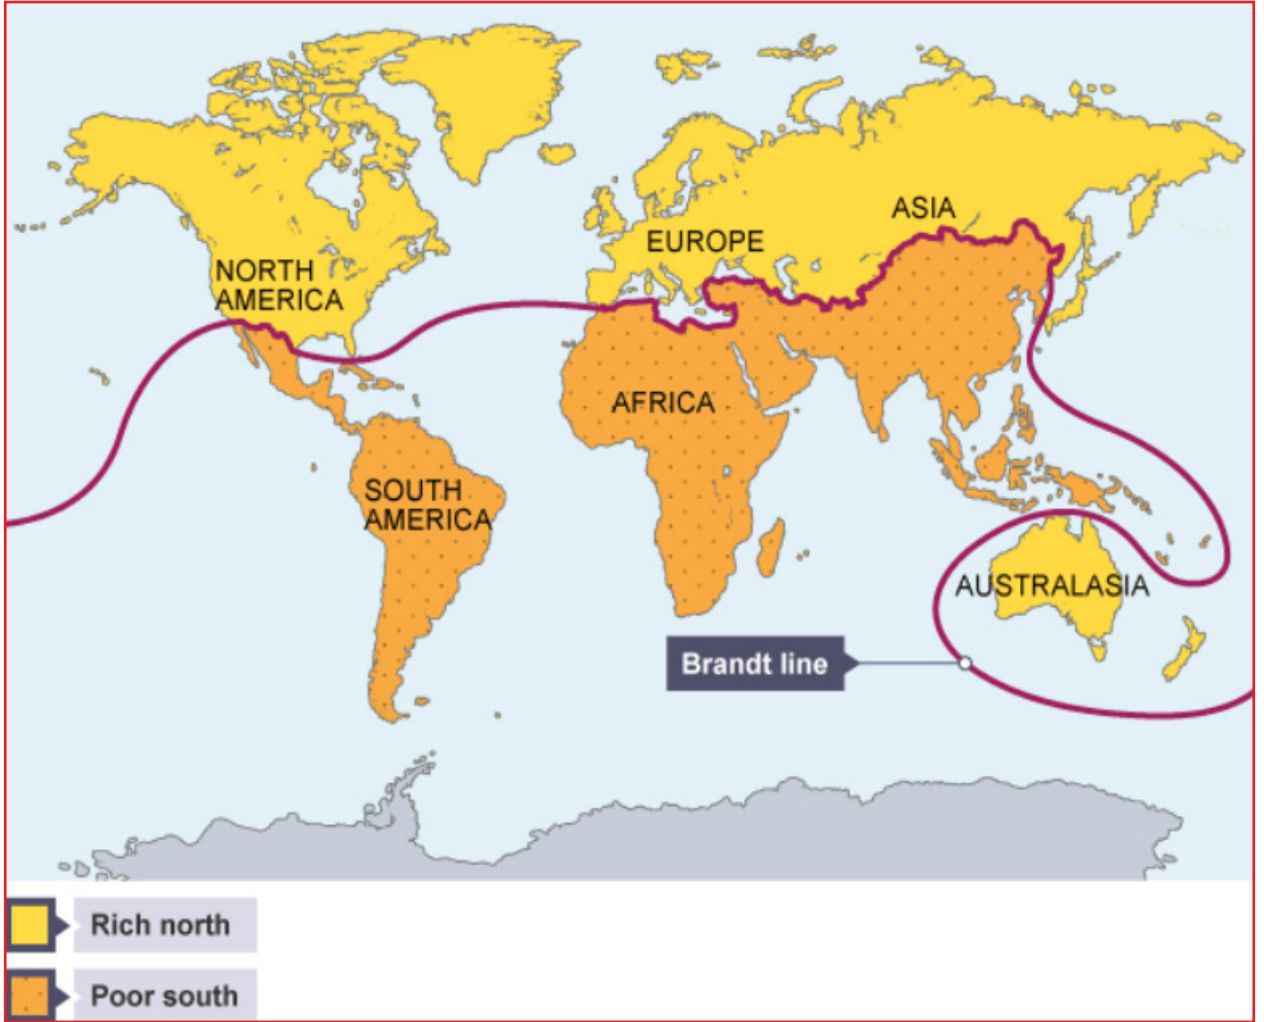 ASIA
EUROPE
NORTH
AMERICA
AFRICA
SOUTH
AMERICA
AUSTRALASIA
Brandt line
Rich north
Poor south